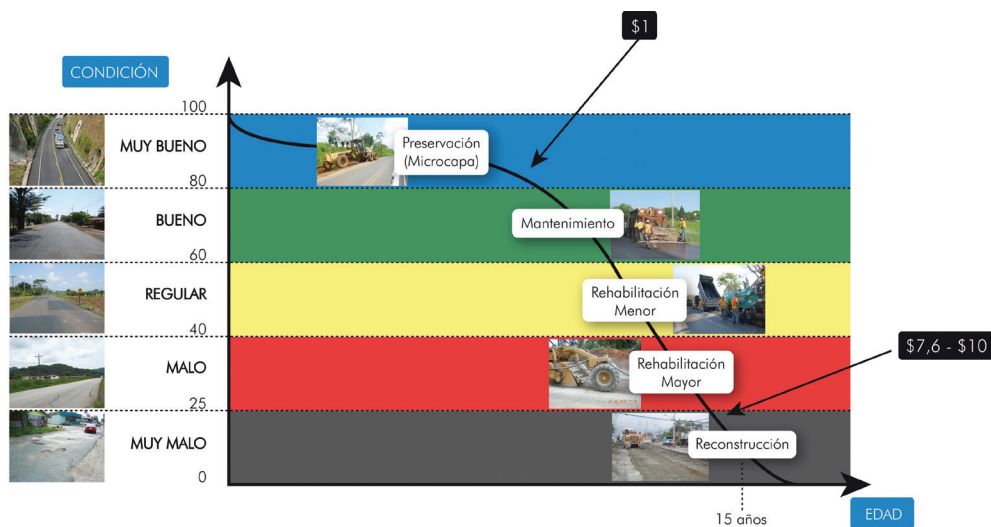 $1
CONDICIÓN
100
MUY BUENO
Preservación
(Microcapa)
80
BUENO
Mantenimiento
60
REGULAR
Rehabilitación
Menor
40
$7,6 - $10
MALO
Rehabilitación
Mayor
25
MUY MALO
Reconstrucción
0
15 años
EDAD